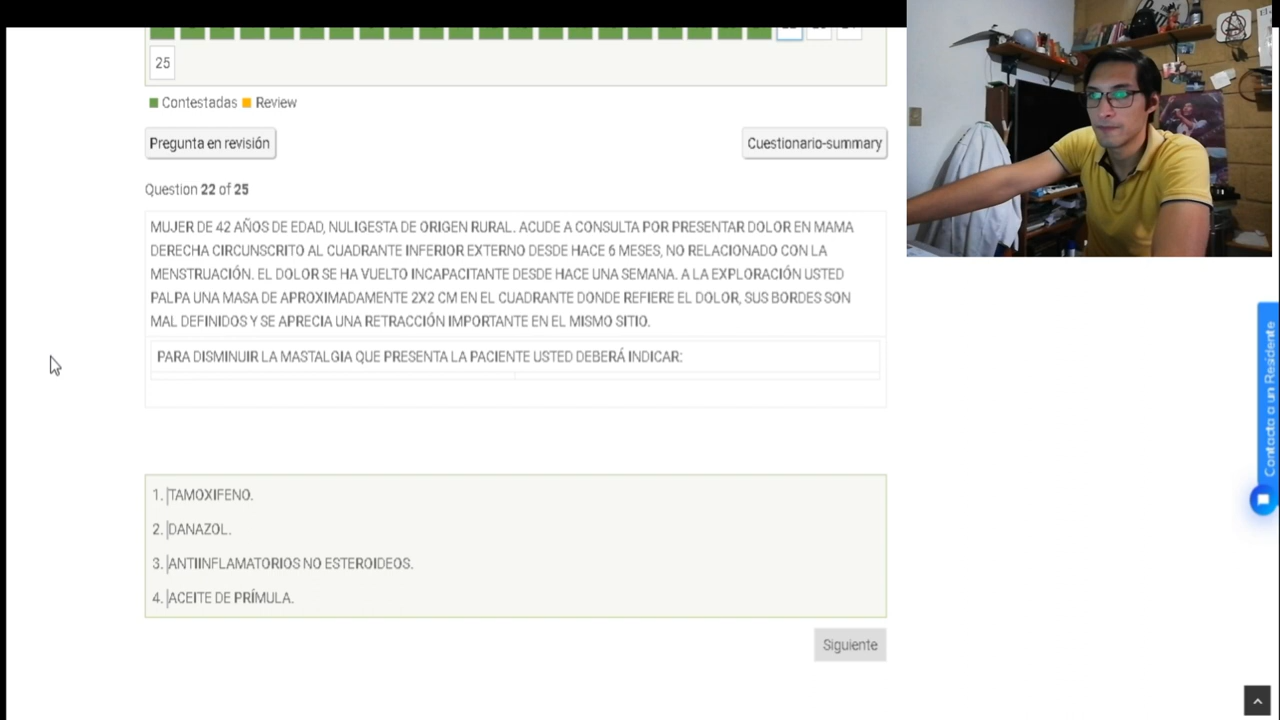 25
Contestadas Review
Pregunta en revisión
Cuestionario-summary
Question 22 of 25
MUJER DE 42 AÑOS DE EDAD, NULIGESTA DE ORIGEN RURAL. ACUDE A CONSULTA POR PRESENTAR DOLOR EN MAMA
DERECHA CIRCUNSCRITO AL CUADRANTE INFERIOR EXTERNO DESDE HACE 6 MESES, NO RELACIONADO CON LA
MENSTRUACIÓN. EL DOLOR SE HA VUELTO INCAPACITANTE DESDE HACE UNA SEMANA. A LA EXPLORACIÓN USTED
PALPA UNA MASA DE APROXIMADAMENTE 2X2 CM EN EL CUADRANTE DONDE REFIERE EL DOLOR, SUS BORDES SON
MAL DEFINIDOS Y SE APRECIA UNA RETRACCIÓN IMPORTANTE EN EL MISMO SITIO.
PARA DISMINUIR LA MASTALGIA QUE PRESENTA LA PACIENTE USTED DEBERÁ INDICAR:
1. TAMOXIFENO.
2. DANAZOL.
3. ANTIINFLAMATORIOS NO ESTEROIDEOS.
4. ACEITE DE PRÍMULA.
Siguiente
Contacta a un Residente